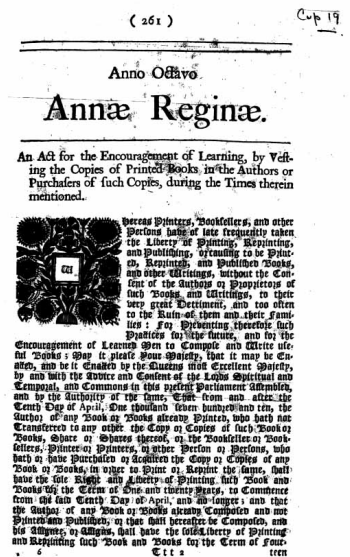 ( 261 )
Cap 19
Anno Octavo
Annæ Reginæ.
An Act for the Encouragement of Learning, by Vest-
ing the Copies of Printed Books in the Authors or
Purchasers of such Copies, during the Times therein
mentioned.
Whereas Printers, Booksellers, and other
Persons have of late frequently taken
the Liberty of Printing, Reprinting,
and Publishing, or causing to be Print-
ed, Reprinted, and Published Books,
and other Writings, without the Con-
sent of the Authors or Proprietors of
such Books and Writings, to their
very great Detriment, and too often
to the Ruin of them and their Fami-
lies : For Preventing therefore such
Practices for the future, and for the
Encouragement of Learned Men to Compose and Write use-
ful Books ; May it please Your Majesty, that it may be En-
acted, and be it Enacted by the Queens most Excellent Majesty,
by and with the Advice and Consent of the Lords Spiritual and
Temporal, and Commons in this present Parliament Assembled,
and by the Authority of the same, That from and after the
Tenth Day of April, One thousand seven hundred and ten, the
Author of any Book or Books already Printed, who hath not
Transferred to any other the Copy or Copies of such Book or
Books, Share or Shares thereof, or the Bookseller or Book-
sellers, Printer or Printers, or other Person or Persons, who
hath or have Purchased or Acquired the Copy or Copies of any
Book or Books, in order to Print or Reprint the same, shall
have the sole Right and Liberty of Printing such Book and
Books for the Term of One and twenty Years, to Commence
from the said Tenth Day of April, and no longer ; and that
the Author of any Book or Books already Composed and not
Printed and Published, or that shall hereafter be Composed, and
his Assignee, or Assigns, shall have the sole Liberty of Printing
and Reprinting such Book and Books for the Term of Four-
6 Ttt 2 teen